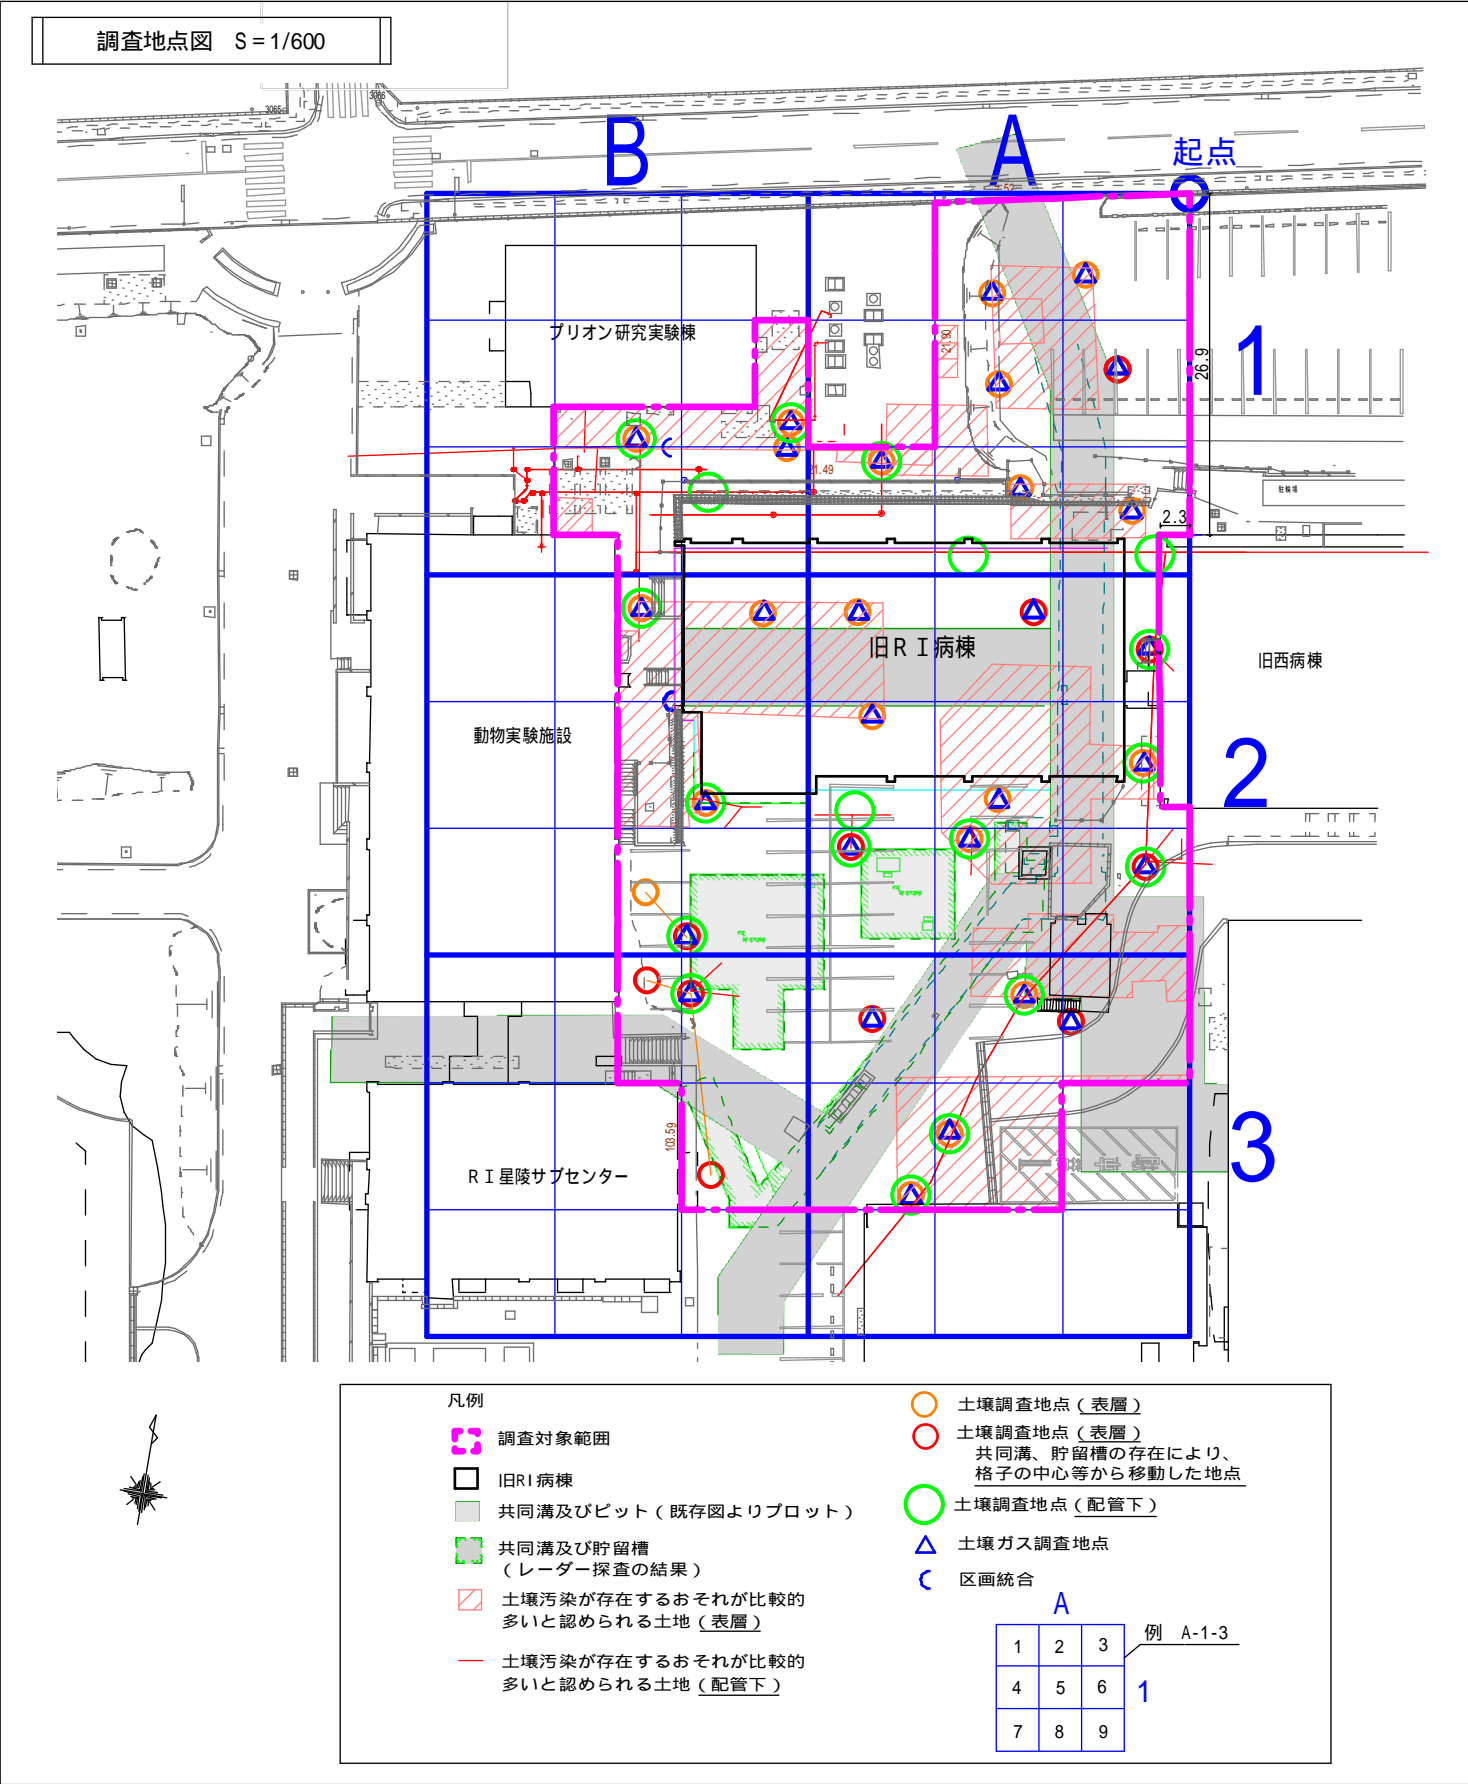 調査地点図 S=1/600
3065
3066
B
A
起点
52
プリオン研究実験棟
1
21.90
26.9
21.49
駐輪場
2.3
旧RI病棟
旧西病棟
動物実験施設
2
3
103.59
RI星陵サブセンター
凡例
調査対象範囲
旧RI病棟
共同溝及びピット(既存図よりプロット)
共同溝及び貯留槽
(レーダー探査の結果)
土壌汚染が存在するおそれが比較的
多いと認められる土地(表層)
土壌汚染が存在するおそれが比較的
多いと認められる土地(配管下)
土壌調査地点(表層)
土壌調査地点(表層)
共同溝、貯留槽の存在により、
格子の中心等から移動した地点
土壌調査地点(配管下)
土壌ガス調査地点
区画統合
A
1 2 3
例 A-1-3
4 5 6
1
7 8 9